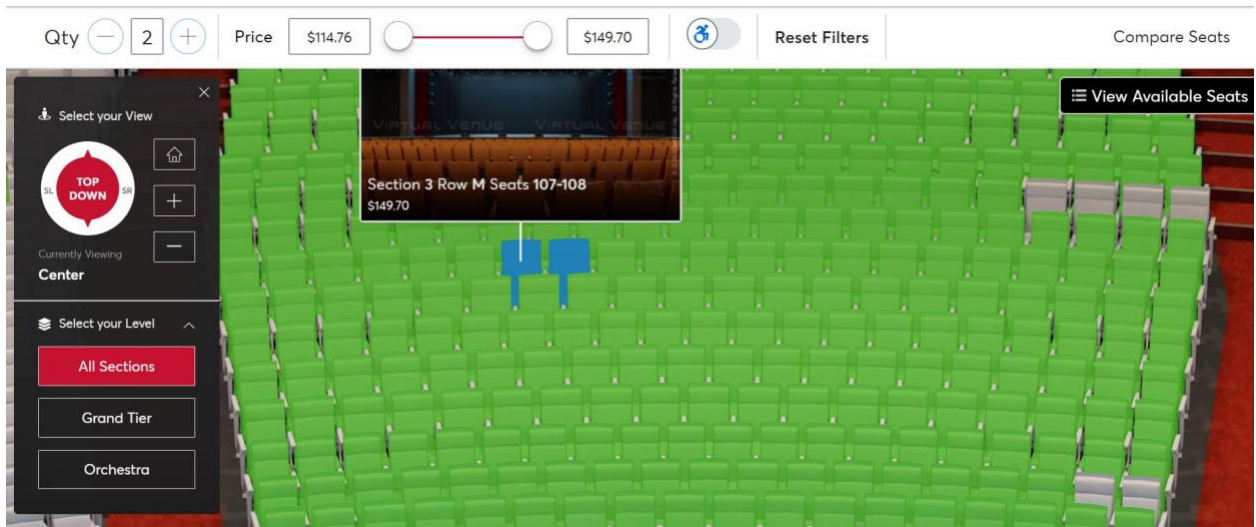 Qty 2 Price $114.76 $149.70 Reset Filters Compare Seats
View Available Seats
Select your View
TOP
DOWN
SL SR
Currently Viewing
Center
Select your Level
All Sections
Grand Tier
Orchestra
VIRTUAL VENUE VIRTUAL VENUE
Section 3 Row M Seats 107-108
$149.70